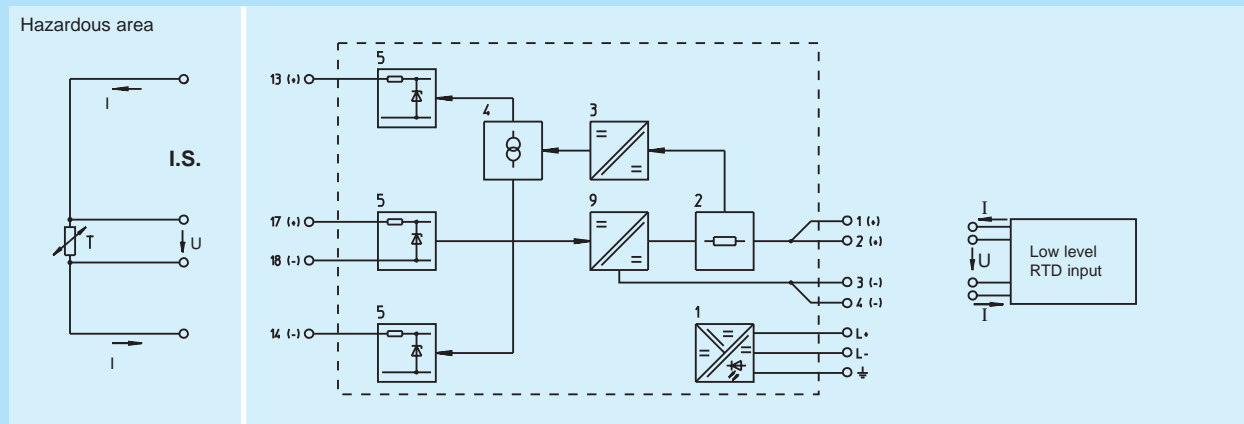 Hazardous area
I
I.S.
T
U
I
5
13 (+)
4
3
5
17 (+)
18 (-)
9
2
1 (+)
2 (+)
3 (-)
4 (-)
5
14 (-)
1
L+
L-
I
U
Low level
RTD input
I